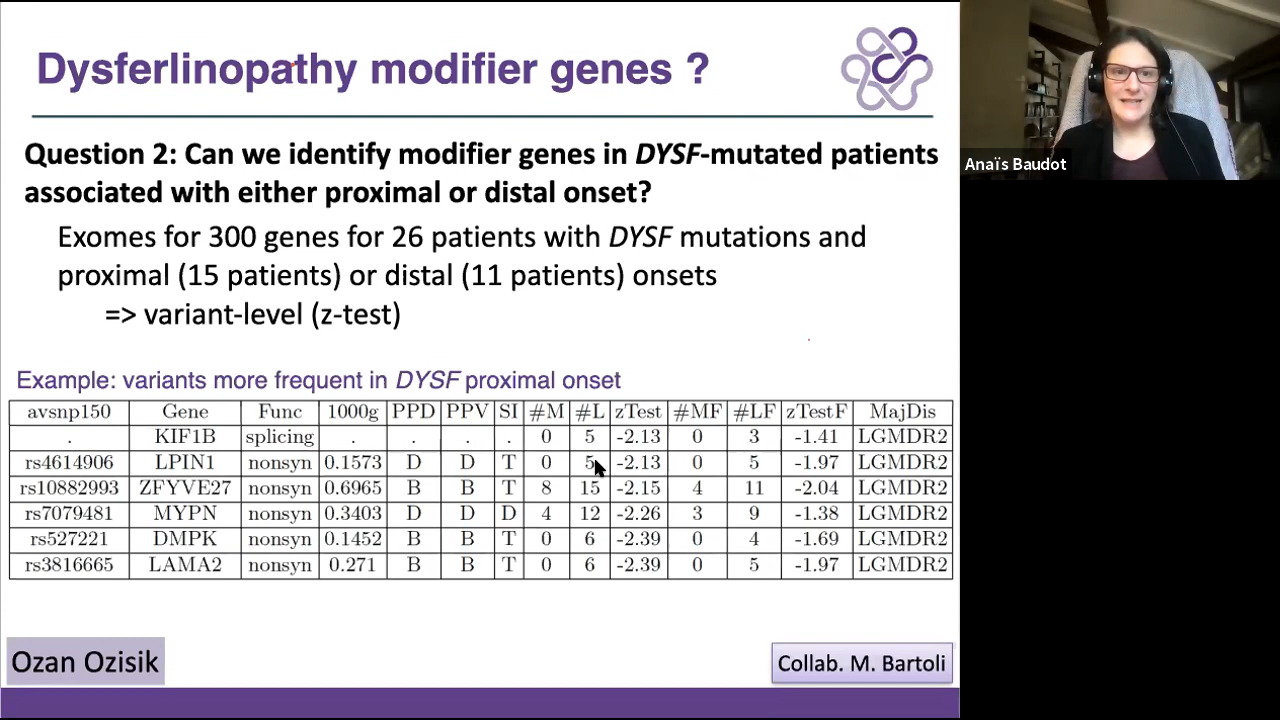 Dysferlinopathy modifier genes ?
Question 2: Can we identify modifier genes in DYSF-mutated patients
associated with either proximal or distal onset?
Exomes for 300 genes for 26 patients with DYSF mutations and
proximal (15 patients) or distal (11 patients) onsets
=> variant-level (z-test)
Example: variants more frequent in DYSF proximal onset
avsnp150 Gene Func 1000g PPD PPV SI #M #L zTest #MF #LF zTestF MajDis
. KIF1B splicing . . . . 0 5 -2.13 0 3 -1.41 LGMDR2
rs4614906 LPIN1 nonsyn 0.1573 D D T 0 5 -2.13 0 5 -1.97 LGMDR2
rs10882993 ZFYVE27 nonsyn 0.6965 B B T 8 15 -2.15 4 11 -2.04 LGMDR2
rs7079481 MYPN nonsyn 0.3403 D D D 4 12 -2.26 3 9 -1.38 LGMDR2
rs527221 DMPK nonsyn 0.1452 B B T 0 6 -2.39 0 4 -1.69 LGMDR2
rs3816665 LAMA2 nonsyn 0.271 B B T 0 6 -2.39 0 5 -1.97 LGMDR2
Ozan Ozisik
Collab. M. Bartoli
Anaïs Baudot